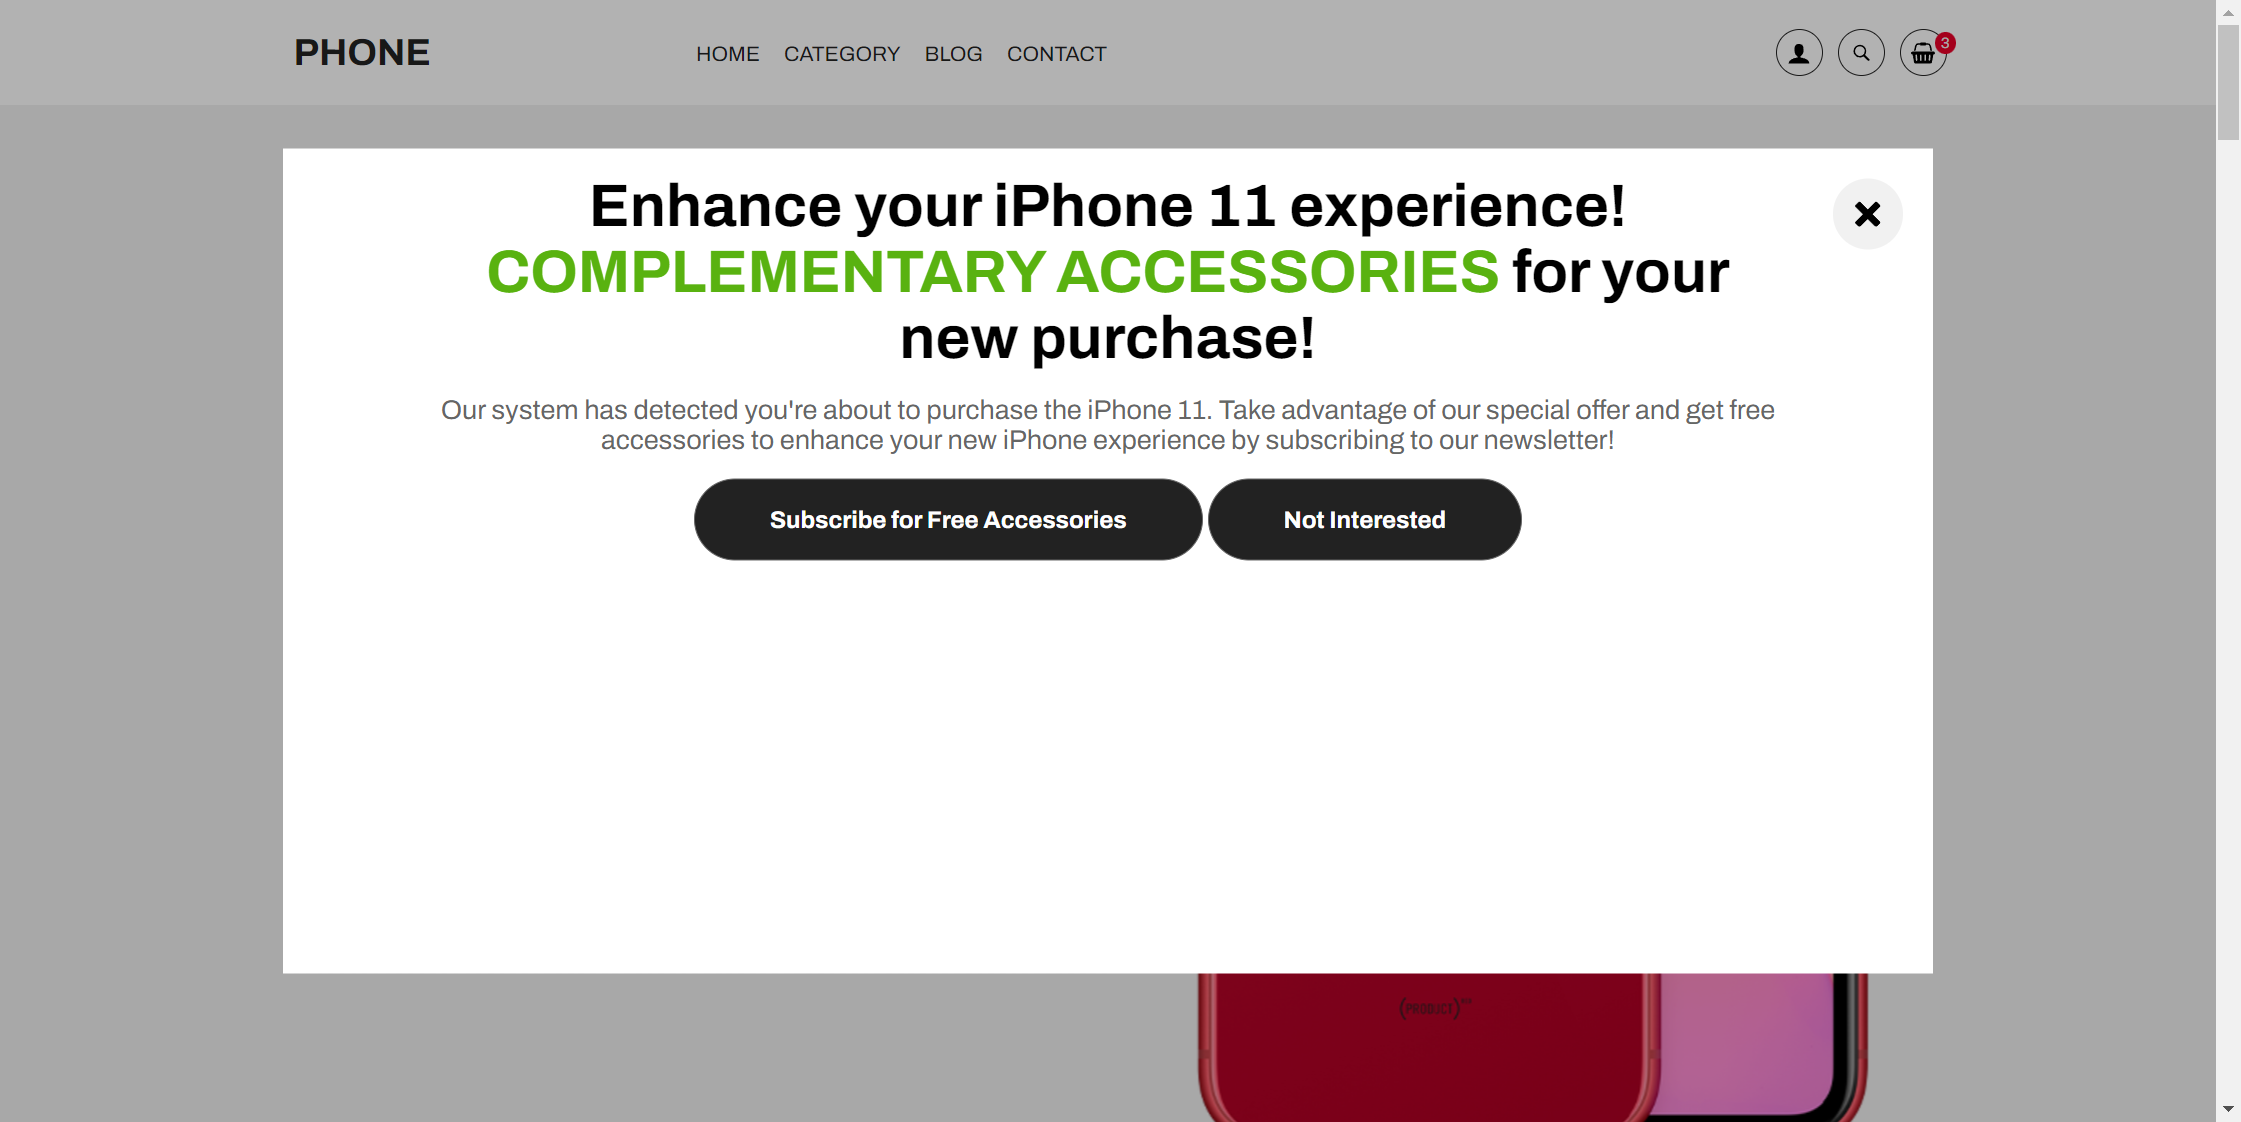 PHONE
HOME CATEGORY BLOG CONTACT
3
Enhance your iPhone 11 experience!
COMPLEMENTARY ACCESSORIES for your
new purchase!
Our system has detected you're about to purchase the iPhone 11. Take advantage of our special offer and get free
accessories to enhance your new iPhone experience by subscribing to our newsletter!
Subscribe for Free Accessories
Not Interested
(PRODUCT)